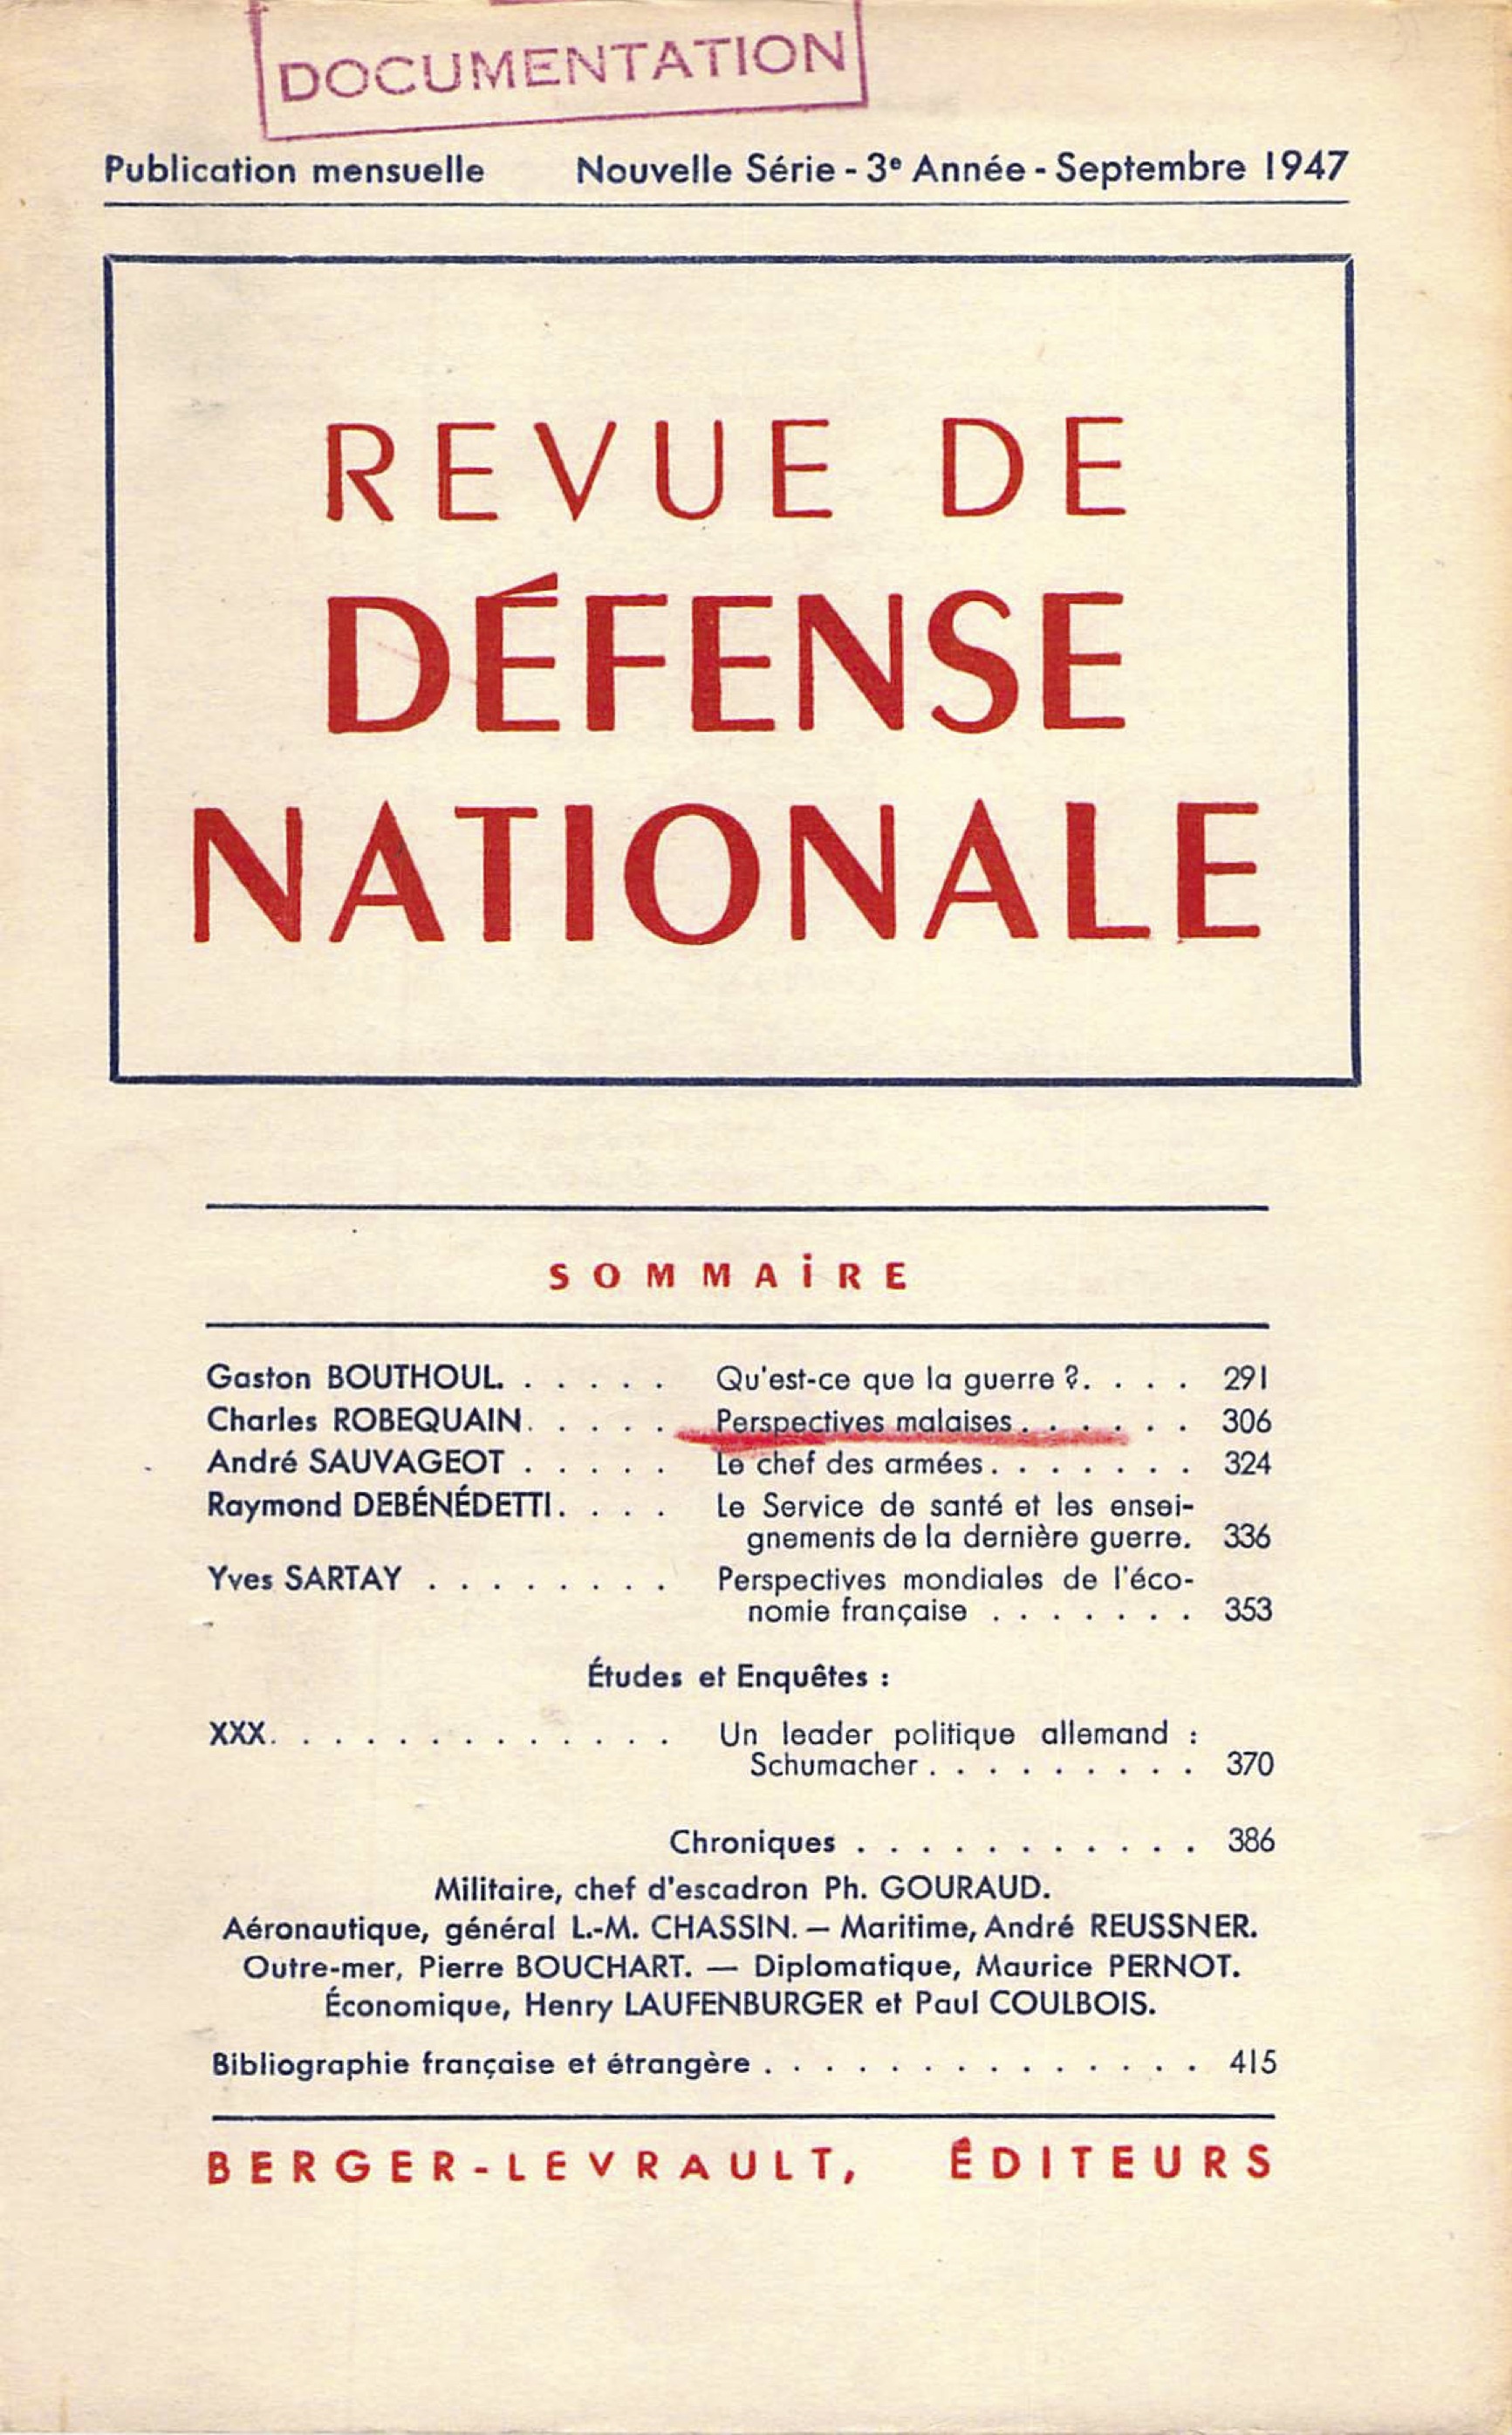 DOCUMENTATION
Publication mensuelle Nouvelle Série - 3e Année - Septembre 1947
REVUE DE
DÉFENSE
NATIONALE
SOMMAiRE
Gaston BOUTHOUL. . . . . . Qu'est-ce que la guerre ?. . . . 291
Charles ROBEQUAIN. . . . . Perspectives malaises. . . . . . 306
André SAUVAGEOT . . . . . Le chef des armées. . . . . . . 324
Raymond DEBÉNÉDETTI. . . . Le Service de santé et les ensei-
gnements de la dernière guerre. 336
Yves SARTAY . . . . . . . . Perspectives mondiales de l'éco-
nomie française . . . . . . . 353
Études et Enquêtes :
XXX. . . . . . . . . . . . . Un leader politique allemand :
Schumacher . . . . . . . . . 370
Chroniques . . . . . . . . . . . 386
Militaire, chef d'escadron Ph. GOURAUD.
Aéronautique, général L.-M. CHASSIN. — Maritime, André REUSSNER.
Outre-mer, Pierre BOUCHART. — Diplomatique, Maurice PERNOT.
Économique, Henry LAUFENBURGER et Paul COULBOIS.
Bibliographie française et étrangère . . . . . . . . . . . . . . 415
BERGER-LEVRAULT, ÉDITEURS